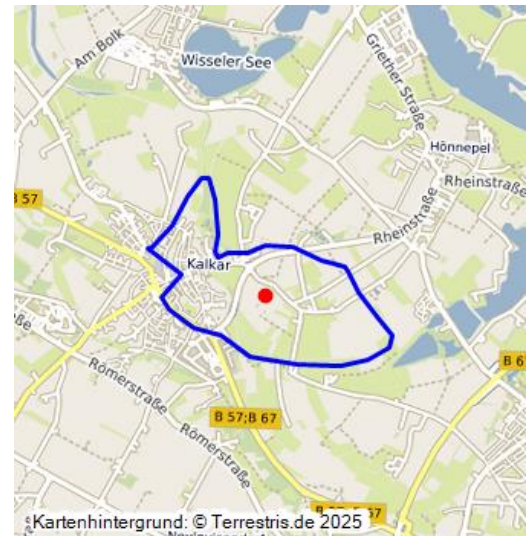 Am Bolk
Wisseler See
Griether Straße
Hönnepel
Rheinstraße
B 57
Rheinstraße
Kalkar
B 6
Römerstraße
B 57;B 67
Römerstraße
Kartenhintergrund: © Terrestris.de 2025